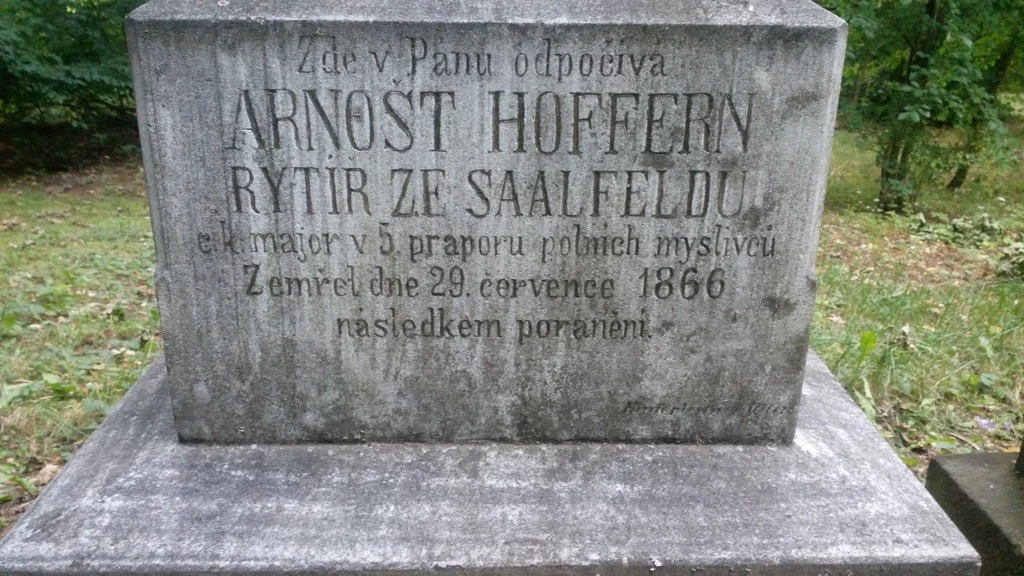 Zde v Pánu odpočívá
ARNOŠT HOFFERN
RYTÍŘ ZE SAALFELDU
c.k. major v 5. praporu polních myslivců
Zemřel dne 29. července 1866
následkem poranění.